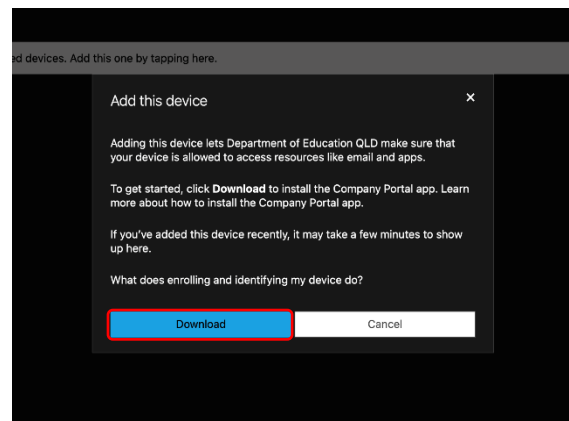 ed devices. Add this one by tapping here.
Add this device
Adding this device lets Department of Education QLD make sure that
your device is allowed to access resources like email and apps.
To get started, click Download to install the Company Portal app. Learn
more about how to install the Company Portal app.
If you've added this device recently, it may take a few minutes to show
up here.
What does enrolling and identifying my device do?
Download
Cancel